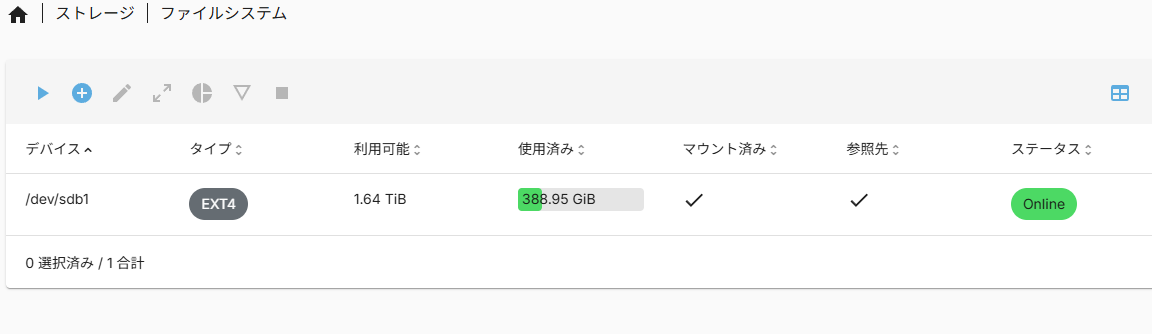 ストレージ ファイルシステム
デバイス タイプ 利用可能 使用済み マウント済み 参照先 ステータス
/dev/sdb1 EXT4 1.64 TiB 388.95 GiB Online
0 選択済み / 1 合計